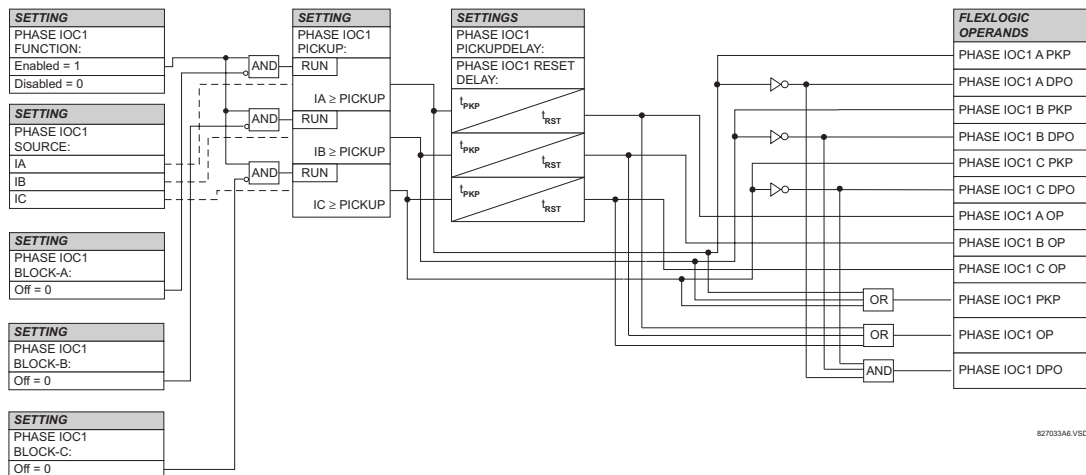 SETTING
PHASE IOC1
FUNCTION:
Enabled = 1
Disabled = 0
SETTING
PHASE IOC1
SOURCE:
IA
IB
IC
SETTING
PHASE IOC1
BLOCK-A:
Off = 0
SETTING
PHASE IOC1
BLOCK-B:
Off = 0
SETTING
PHASE IOC1
BLOCK-C:
Off = 0
AND
AND
AND
SETTING
PHASE IOC1
PICKUP:
RUN
IA ≥ PICKUP
RUN
IB ≥ PICKUP
RUN
IC ≥ PICKUP
SETTINGS
PHASE IOC1
PICKUPDELAY:
PHASE IOC1 RESET
DELAY:
tPKP
tRST
tPKP
tRST
tPKP
tRST
OR
OR
AND
FLEXLOGIC
OPERANDS
PHASE IOC1 A PKP
PHASE IOC1 A DPO
PHASE IOC1 B PKP
PHASE IOC1 B DPO
PHASE IOC1 C PKP
PHASE IOC1 C DPO
PHASE IOC1 A OP
PHASE IOC1 B OP
PHASE IOC1 C OP
PHASE IOC1 PKP
PHASE IOC1 OP
PHASE IOC1 DPO
827033A6.VSD